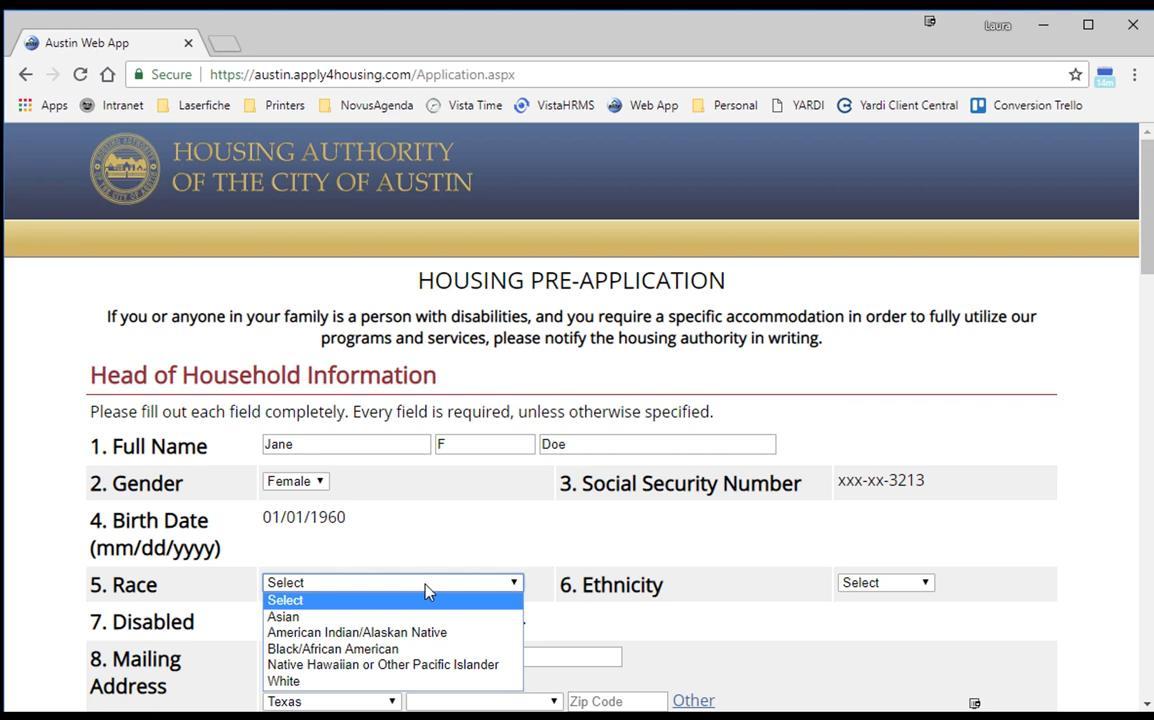 Laura
Austin Web App
Secure https://austin.apply4housing.com/Application.aspx
14m
Apps Intranet Laserfiche Printers NovusAgenda Vista Time VistaHRMS Web App Personal YARDI Yardi Client Central Conversion Trello
HOUSING AUTHORITY
OF THE CITY OF AUSTIN
HOUSING PRE-APPLICATION
If you or anyone in your family is a person with disabilities, and you require a specific accommodation in order to fully utilize our
programs and services, please notify the housing authority in writing.
Head of Household Information
Please fill out each field completely. Every field is required, unless otherwise specified.
1. Full Name Jane F Doe
2. Gender Female 3. Social Security Number xxx-xx-3213
4. Birth Date 01/01/1960
(mm/dd/yyyy)
5. Race Select 6. Ethnicity Select
Select
Asian
7. Disabled
American Indian/Alaskan Native
Black/African American
8. Mailing
Address
Native Hawaiian or Other Pacific Islander
White
Texas Zip Code Other